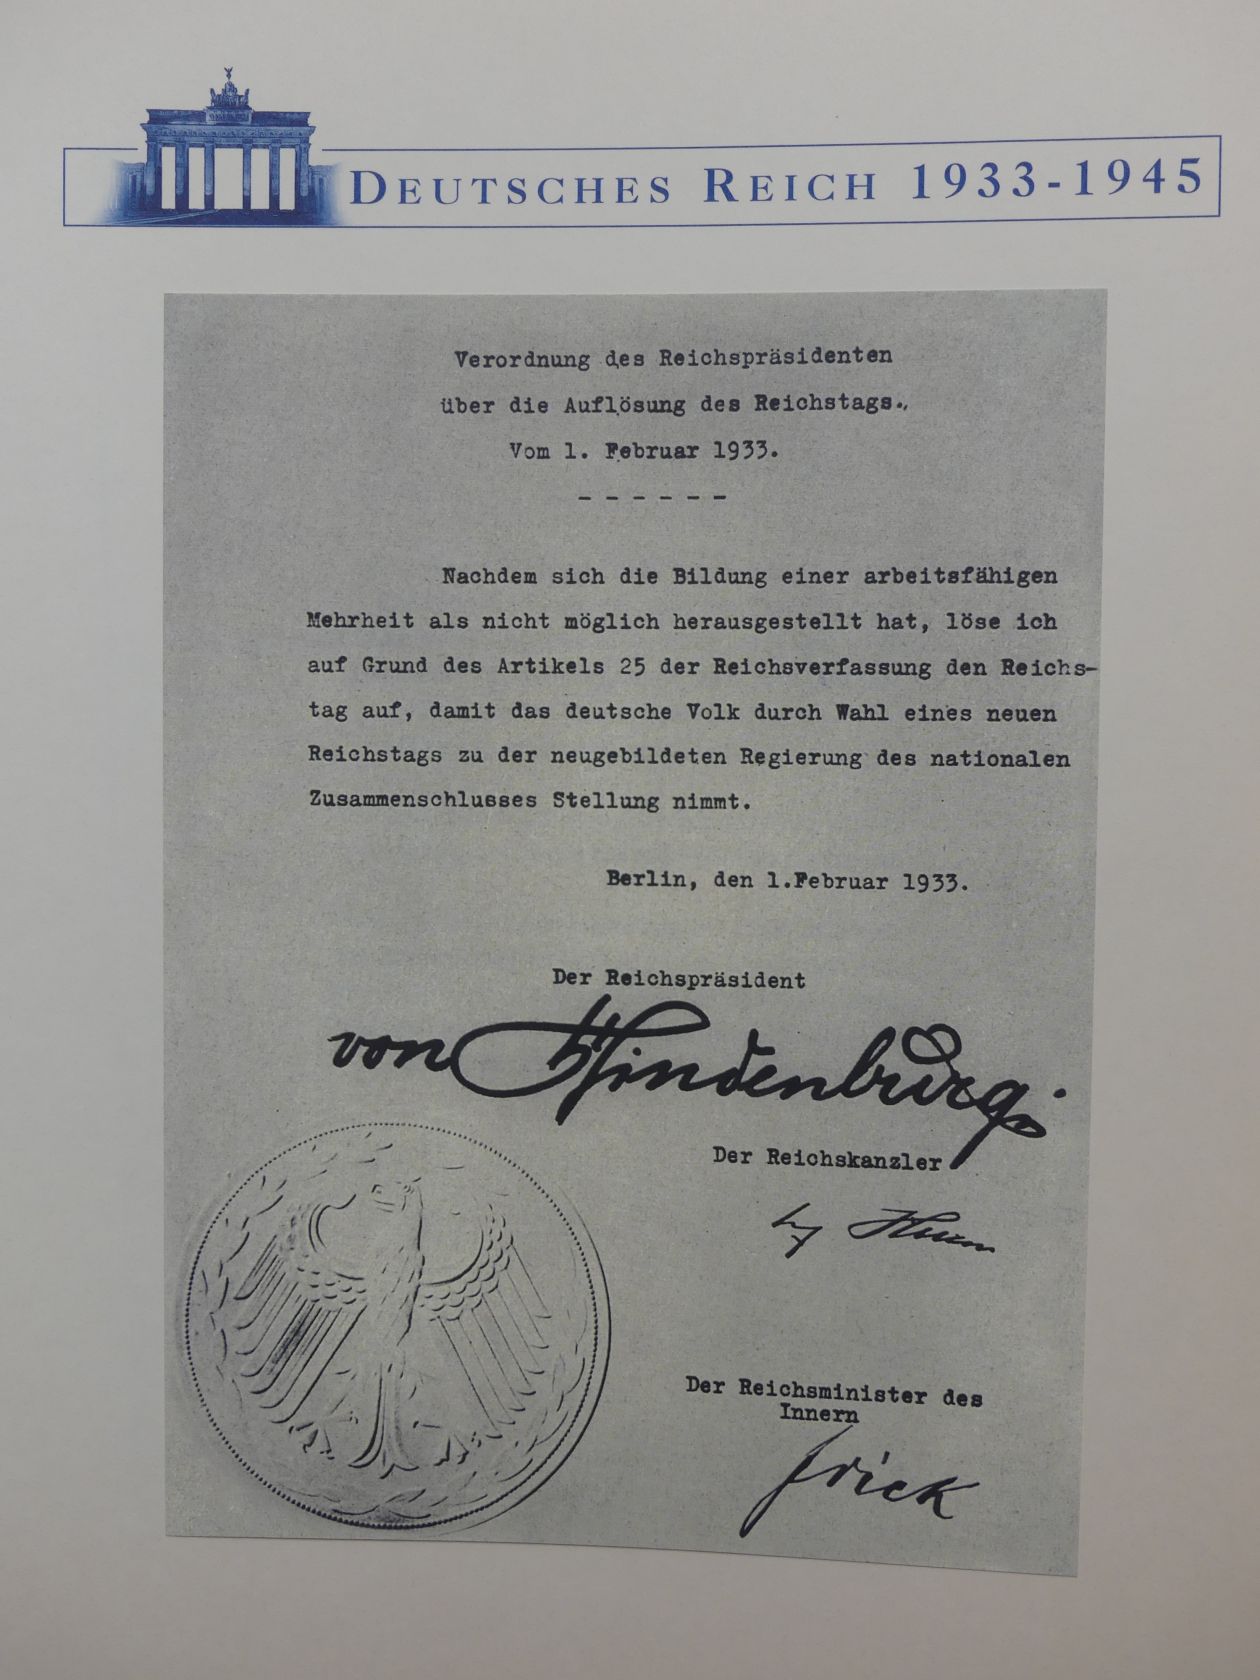 DEUTSCHES REICH 1933-1945
Verordnung des Reichspräsidenten
über die Auflösung des Reichstags.
Vom 1. Februar 1933.
- - - - - -
Nachdem sich die Bildung einer arbeitsfähigen
Mehrheit als nicht möglich herausgestellt hat, löse ich
auf Grund des Artikels 25 der Reichsverfassung den Reichs-
tag auf, damit das deutsche Volk durch Wahl eines neuen
Reichstags zu der neugebildeten Regierung des nationalen
Zusammenschlusses Stellung nimmt.
Berlin, den 1.Februar 1933.
Der Reichspräsident
von Hindenburg.
Der Reichskanzler
Der Reichsminister des
Innern
Frick